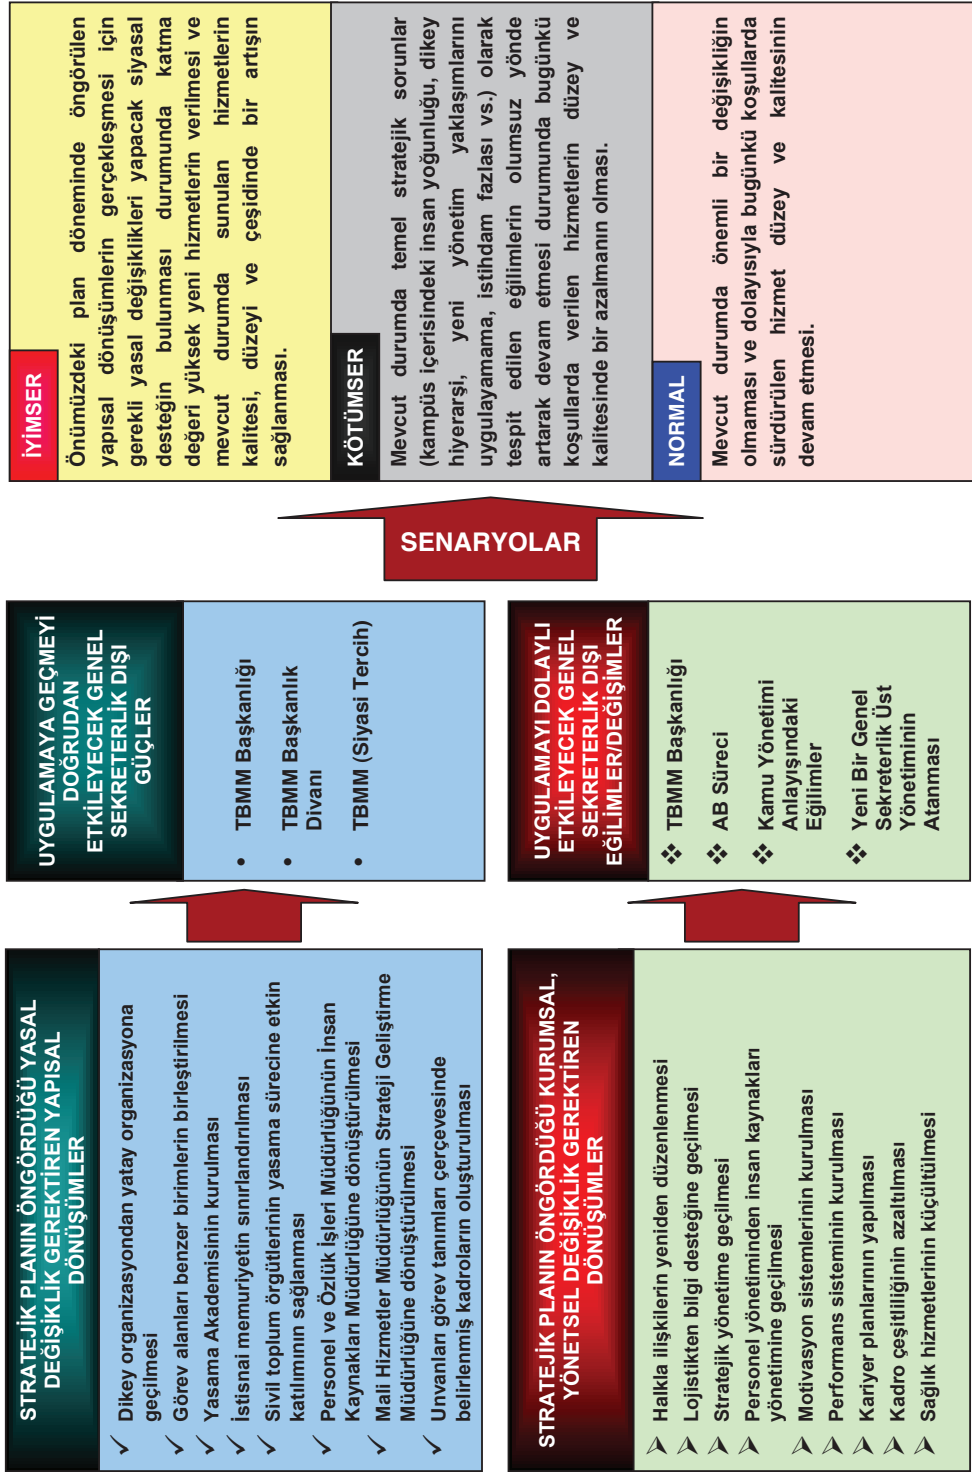 STRATEJİK PLANIN ÖNGÖRDÜĞÜ YASAL
DEĞİŞİKLİK GEREKTİREN YAPISAL
DÖNÜŞÜMLER
✓ Dikey organizasyondan yatay organizasyona
geçilmesi
✓ Görev alanları benzer birimlerin birleştirilmesi
✓ Yasama Akademisinin kurulması
✓ İstisnai memuriyetin sınırlandırılması
✓ Sivil toplum örgütlerinin yasama sürecine etkin
katılımının sağlanması
✓ Personel ve Özlük İşleri Müdürlüğünün İnsan
Kaynakları Müdürlüğüne dönüştürülmesi
✓ Mali Hizmetler Müdürlüğünün Strateji Geliştirme
Müdürlüğüne dönüştürülmesi
✓ Unvanları görev tanımları çerçevesinde
belirlenmiş kadroların oluşturulması
UYGULAMAYA GEÇMEYİ
DOĞRUDAN
ETKİLEYECEK GENEL
SEKRETERLİK DIŞI
GÜÇLER
• TBMM Başkanlığı
• TBMM Başkanlık
Divanı
• TBMM (Siyasi Tercih)
STRATEJİK PLANIN ÖNGÖRDÜĞÜ KURUMSAL,
YÖNETSEL DEĞİŞİKLİK GEREKTİREN
DÖNÜŞÜMLER
➢ Halkla ilişkilerin yeniden düzenlenmesi
➢ Lojistikten bilgi desteğine geçilmesi
➢ Stratejik yönetime geçilmesi
➢ Personel yönetiminden insan kaynakları
yönetimine geçilmesi
➢ Motivasyon sistemlerinin kurulması
➢ Performans sisteminin kurulması
➢ Kariyer planlarının yapılması
➢ Kadro çeşitliliğinin azaltılması
➢ Sağlık hizmetlerinin küçültülmesi
UYGULAMAYI DOLAYLI
ETKİLEYECEK GENEL
SEKRETERLİK DIŞI
EĞİLİMLER/DEĞİŞİMLER
❖ TBMM Başkanlığı
❖ AB Süreci
❖ Kamu Yönetimi
Anlayışındaki
Eğilimler
❖ Yeni Bir Genel
Sekreterlik Üst
Yönetiminin
Atanması
SENARYOLAR
İYİMSER
Önümüzdeki plan döneminde öngörülen
yapısal dönüşümlerin gerçekleşmesi için
gerekli yasal değişiklikleri yapacak siyasal
desteğin bulunması durumunda katma
değeri yüksek yeni hizmetlerin verilmesi ve
mevcut durumda sunulan hizmetlerin
kalitesi, düzeyi ve çeşidinde bir artışın
sağlanması.
KÖTÜMSER
Mevcut durumda temel stratejik sorunlar
(kampüs içerisindeki insan yoğunluğu, dikey
hiyerarşi, yeni yönetim yaklaşımlarını
uygulayamama, istihdam fazlası vs.) olarak
tespit edilen eğilimlerin olumsuz yönde
artarak devam etmesi durumunda bugünkü
koşullarda verilen hizmetlerin düzey ve
kalitesinde bir azalmanın olması.
NORMAL
Mevcut durumda önemli bir değişikliğin
olmaması ve dolayısıyla bugünkü koşullarda
sürdürülen hizmet düzey ve kalitesinin
devam etmesi.